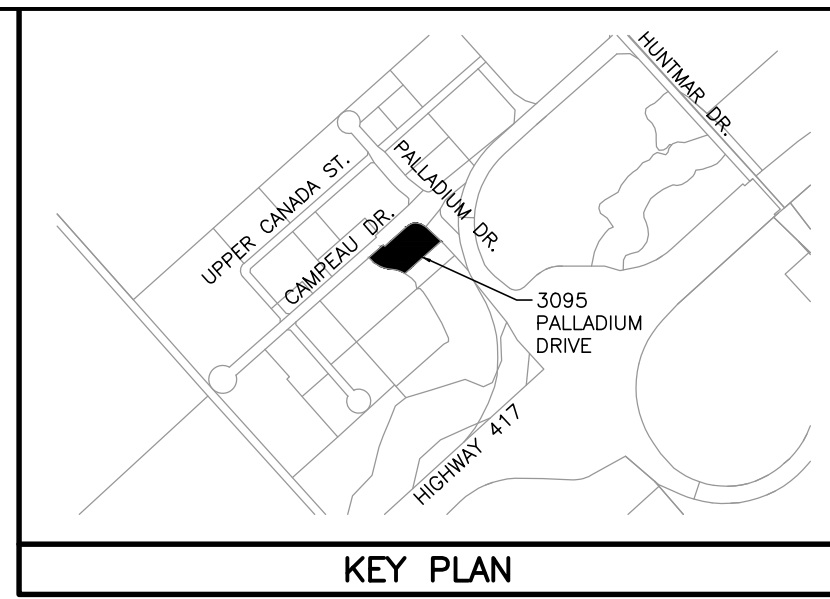 HUNTMAR DR.
PALLADIUM DR.
UPPER CANADA ST.
CAMPEAU DR.
3095
PALLADIUM
DRIVE
HIGHWAY 417
KEY PLAN